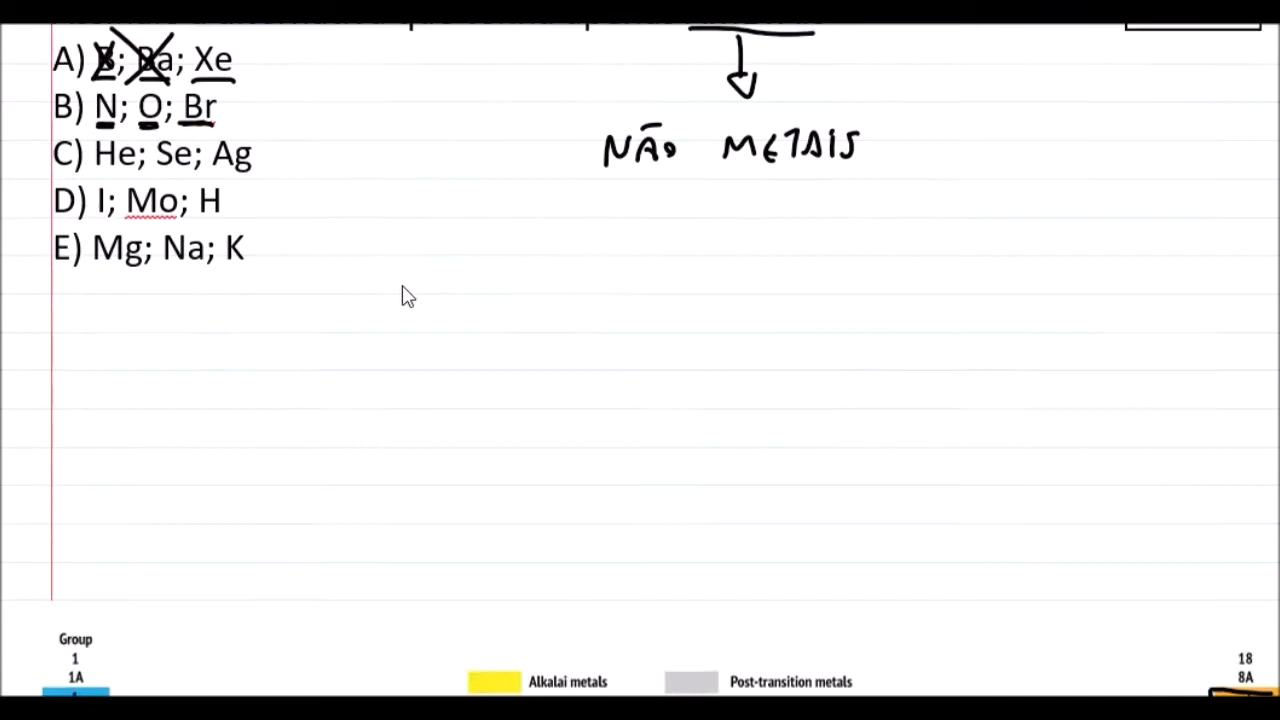 A) B; Ba; Xe
B) N; O; Br
C) He; Se; Ag
D) I; Mo; H
E) Mg; Na; K
NÃO METAIS
Group
1
1A
18
8A
Alkalai metals
Post-transition metals